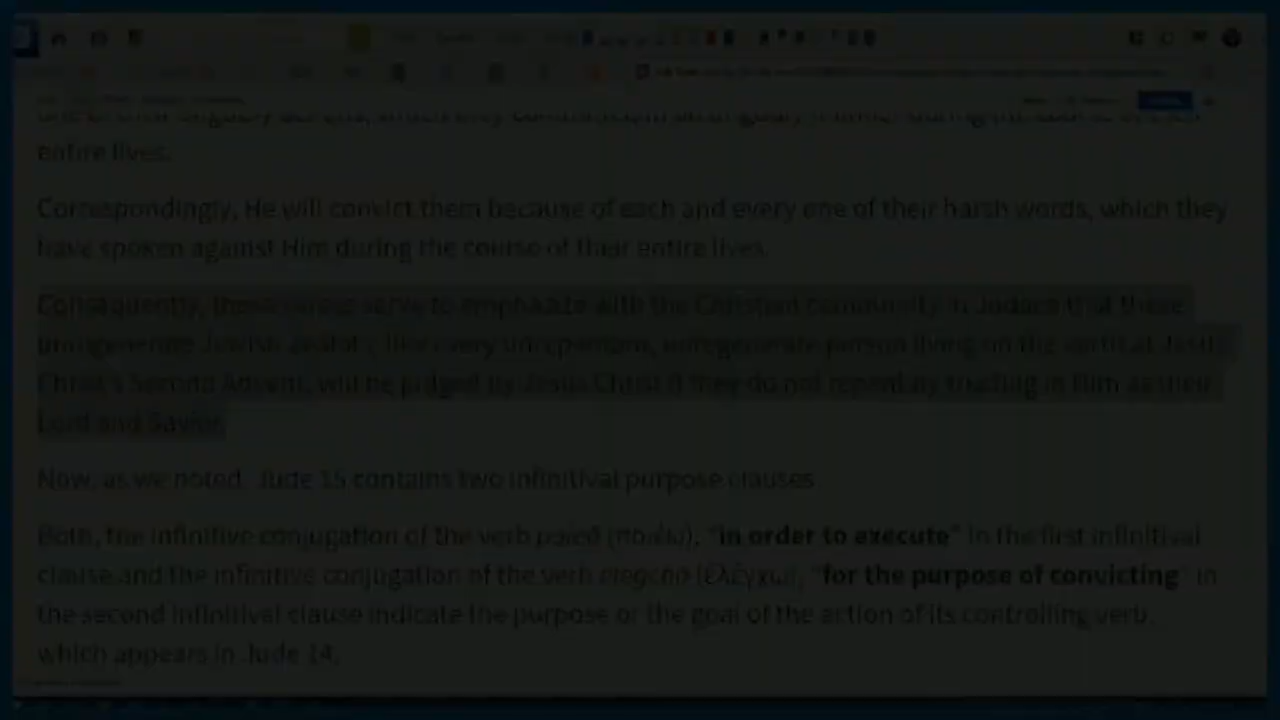 entire lives.
Correspondingly, He will convict them because of each and every one of their harsh words, which they
have spoken against Him during the course of their entire lives.
Consequently, these verses serve to emphasize with the Christian community in Judaea that these
unregenerate Jewish zealots, like every unrepentant, unregenerate person living on the earth at Jesus
Christ's Second Advent, will be judged by Jesus Christ if they do not repent by trusting in Him as their
Lord and Savior.
Now, as we noted, Jude 15 contains two infinitival purpose clauses.
Both, the infinitive conjugation of the verb poieō (ποιέω), "in order to execute" in the first infinitival
clause and the infinitive conjugation of the verb elegchō (ἐλέγχω), "for the purpose of convicting" in
the second infinitival clause indicate the purpose or the goal of the action of its controlling verb,
which appears in Jude 14.